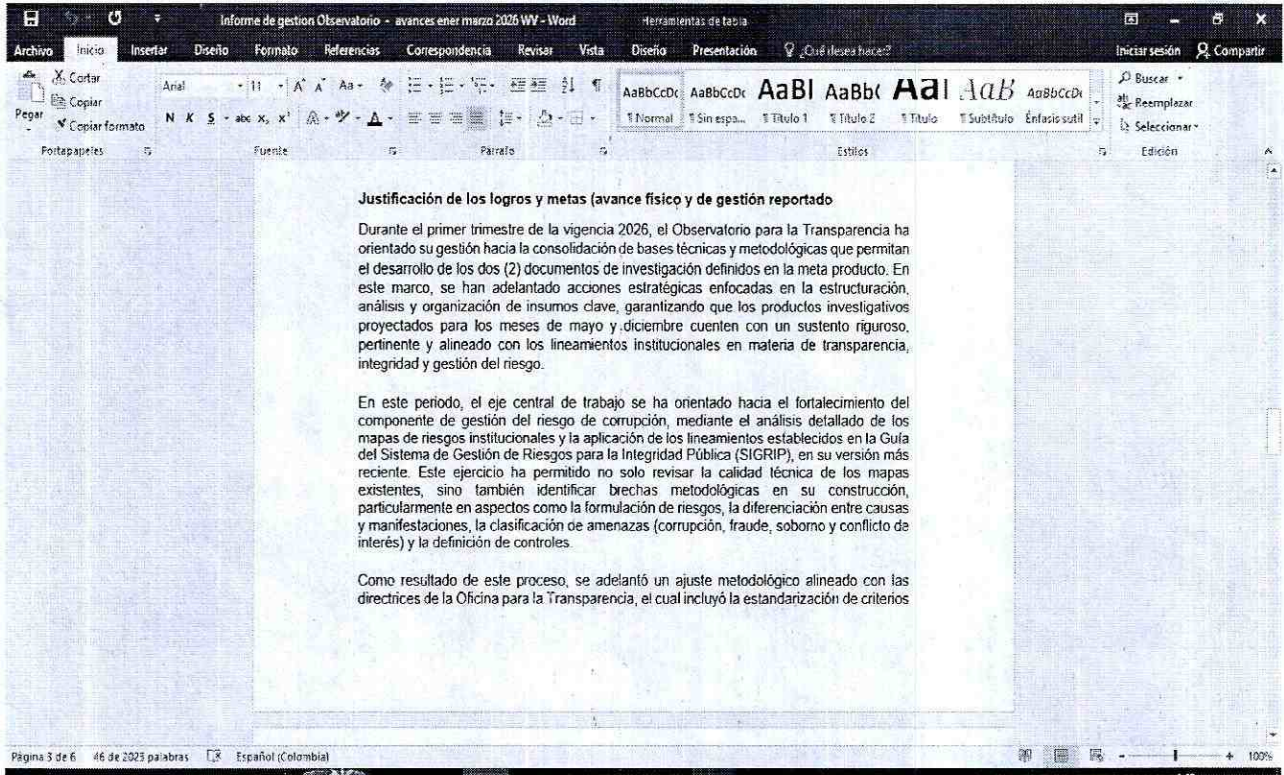 Informe de gestion Observatorio - avances ener marzo 2026 WV - Word
Herramientas de tabla
Archivo Inicio Insertar Diseño Formato Referencias Correspondencia Revisar Vista Diseño Presentación ¿Qué desea hacer? Iniciar sesión Compartir
Cortar
Copiar
Copiar formato
Pegar
Arial 11
N K S abc x, x'
AaBbCcDc AaBbCcDc AaBl AaBb( Aal AaB AaBbCcDc
¶ Normal ¶ Sin espa... ¶ Título 1 ¶ Título 2 ¶ Título ¶ Subtítulo Énfasis sutil
Buscar
Reemplazar
Seleccionar
Portapapeles Fuente Párrafo Estilos Edición
Justificación de los logros y metas (avance físico y de gestión reportado
Durante el primer trimestre de la vigencia 2026, el Observatorio para la Transparencia ha
orientado su gestión hacia la consolidación de bases técnicas y metodológicas que permitan
el desarrollo de los dos (2) documentos de investigación definidos en la meta producto. En
este marco, se han adelantado acciones estratégicas enfocadas en la estructuración,
análisis y organización de insumos clave, garantizando que los productos investigativos
proyectados para los meses de mayo y diciembre cuenten con un sustento riguroso,
pertinente y alineado con los lineamientos institucionales en materia de transparencia,
integridad y gestión del riesgo.
En este periodo, el eje central de trabajo se ha orientado hacia el fortalecimiento del
componente de gestión del riesgo de corrupción, mediante el análisis detallado de los
mapas de riesgos institucionales y la aplicación de los lineamientos establecidos en la Guía
del Sistema de Gestión de Riesgos para la Integridad Pública (SIGRIP), en su versión más
reciente. Este ejercicio ha permitido no solo revisar la calidad técnica de los mapas
existentes, sino también identificar brechas metodológicas en su construcción,
particularmente en aspectos como la formulación de riesgos, la diferenciación entre causas
y manifestaciones, la clasificación de amenazas (corrupción, fraude, soborno y conflicto de
interés) y la definición de controles.
Como resultado de este proceso, se adelantó un ajuste metodológico alineado con las
directrices de la Oficina para la Transparencia, el cual incluyó la estandarización de criterios
Página 3 de 6 46 de 2023 palabras Español (Colombia) 100%